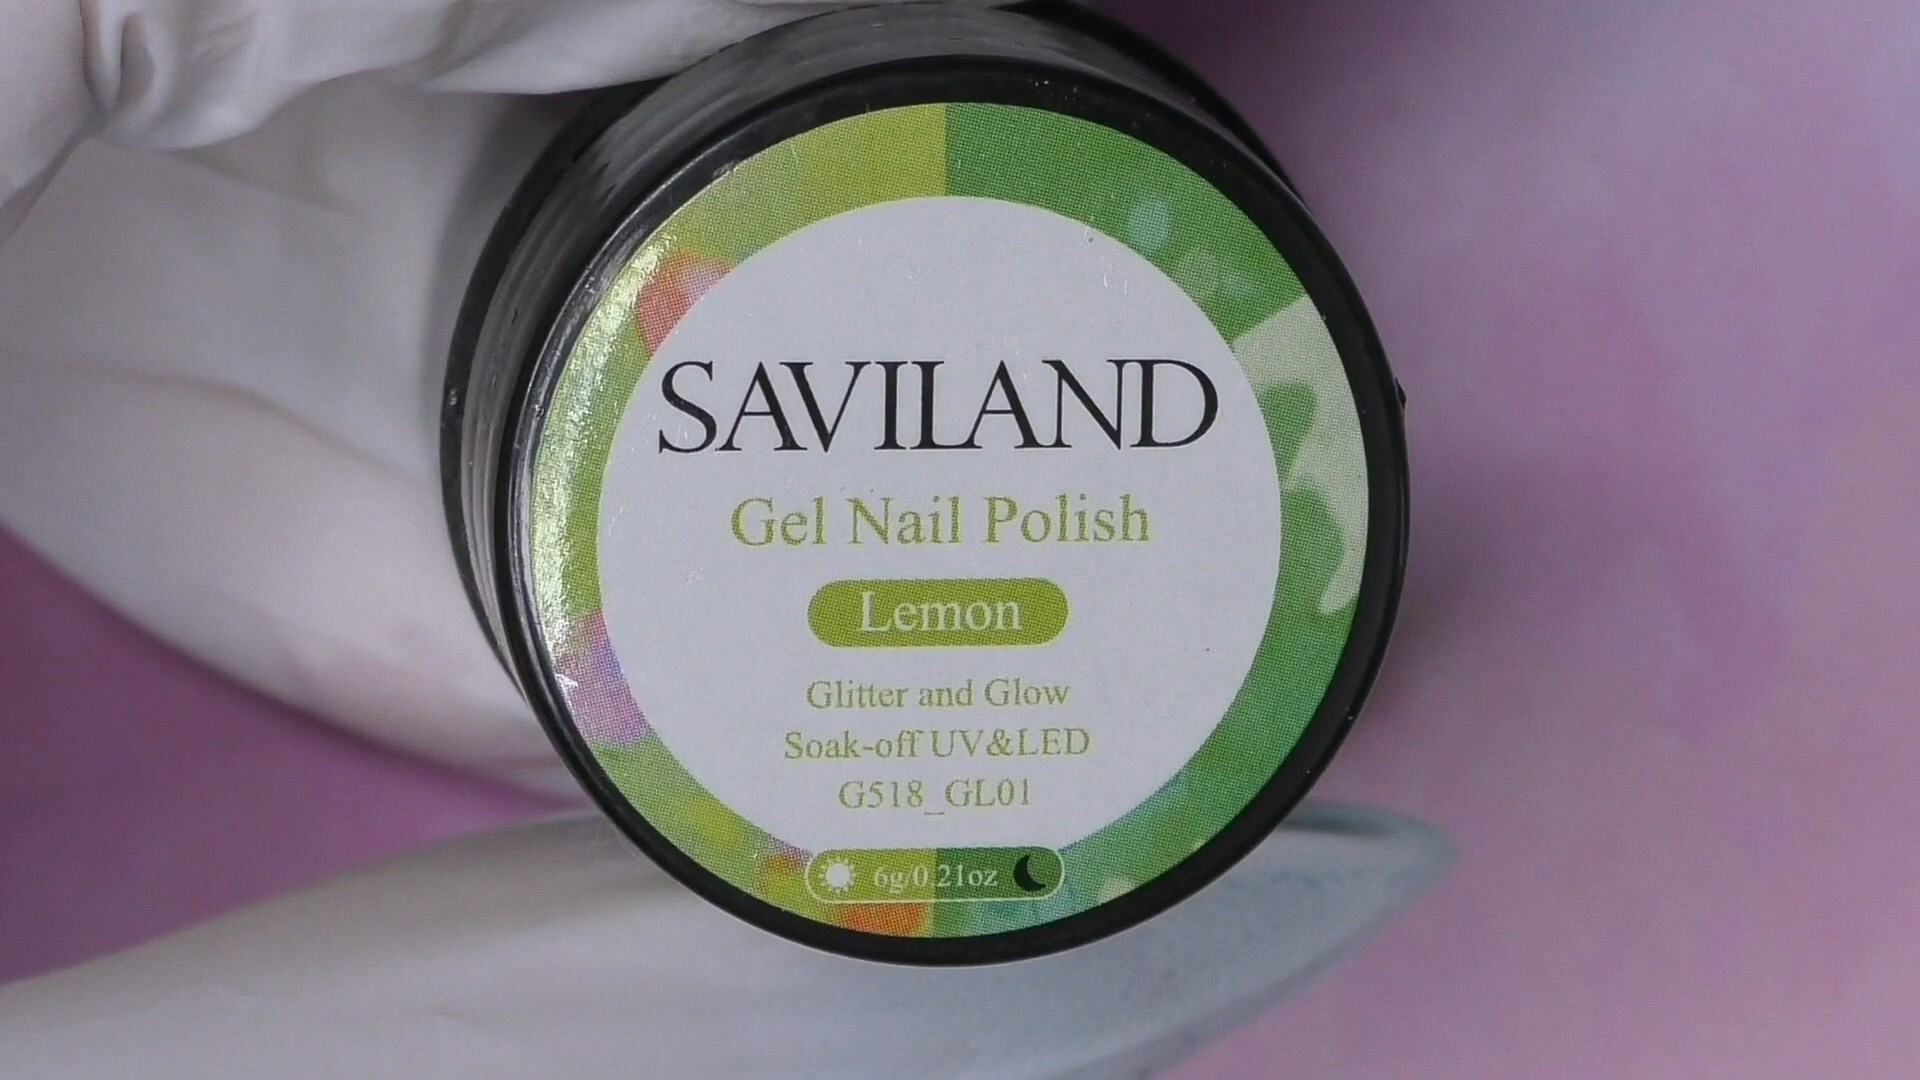 SAVILAND
Gel Nail Polish
Lemon
Glitter and Glow
Soak-off UV&LED
G518_GL01
6g/0.21oz